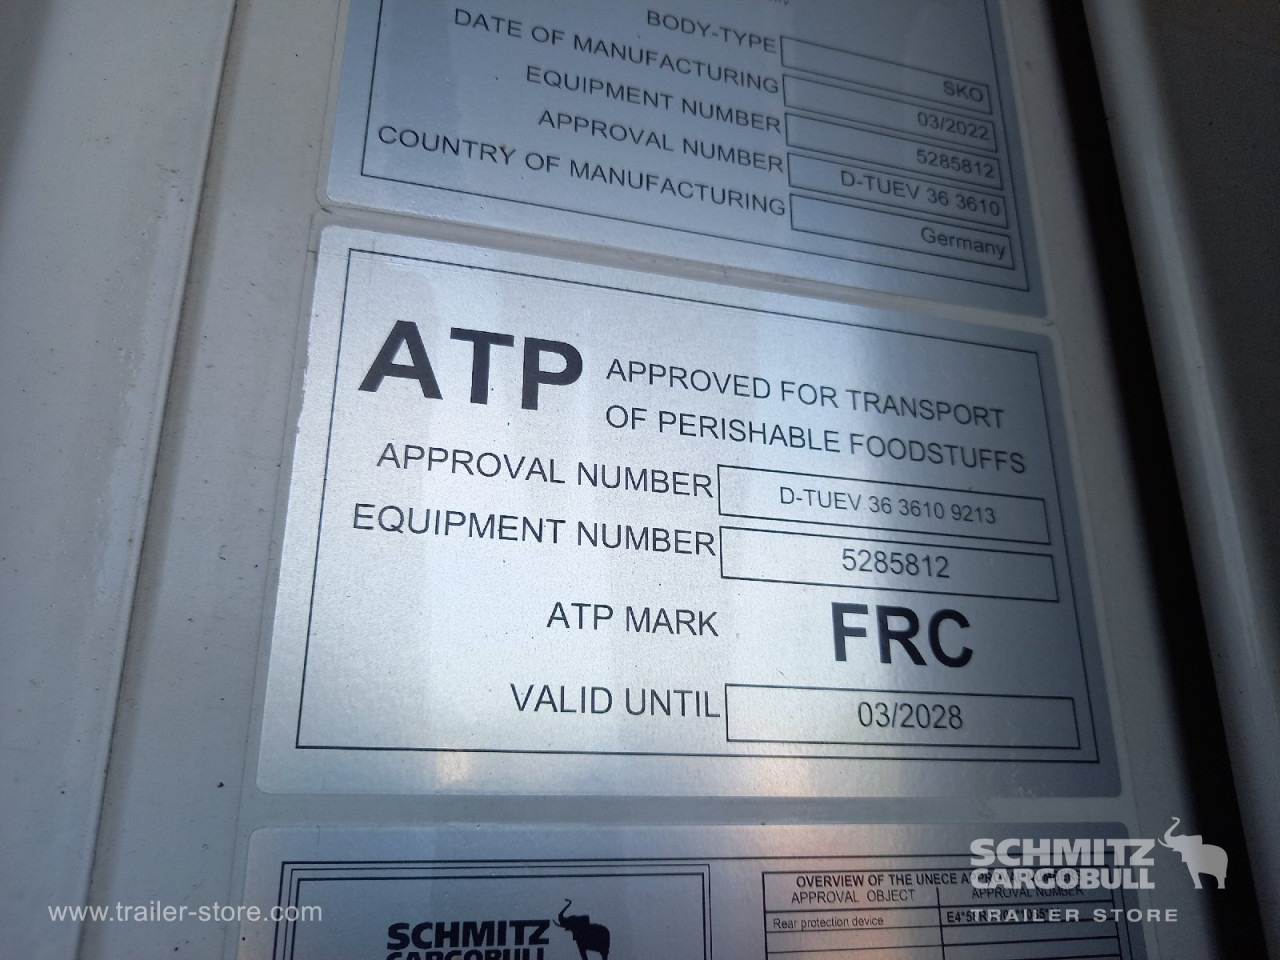 BODY-TYPE SKO
DATE OF MANUFACTURING 03/2022
EQUIPMENT NUMBER 5285812
APPROVAL NUMBER D-TUEV 36 3610
COUNTRY OF MANUFACTURING Germany
ATP APPROVED FOR TRANSPORT
OF PERISHABLE FOODSTUFFS
APPROVAL NUMBER D-TUEV 36 3610 9213
EQUIPMENT NUMBER 5285812
ATP MARK FRC
VALID UNTIL 03/2028
SCHMITZ
CARGOBULL
OVERVIEW OF THE UNECE
APPROVAL OBJECT APPROVAL NUMBER
Rear protection device
SCHMITZ
CARGOBULL
TRAILER STORE
www.trailer-store.com